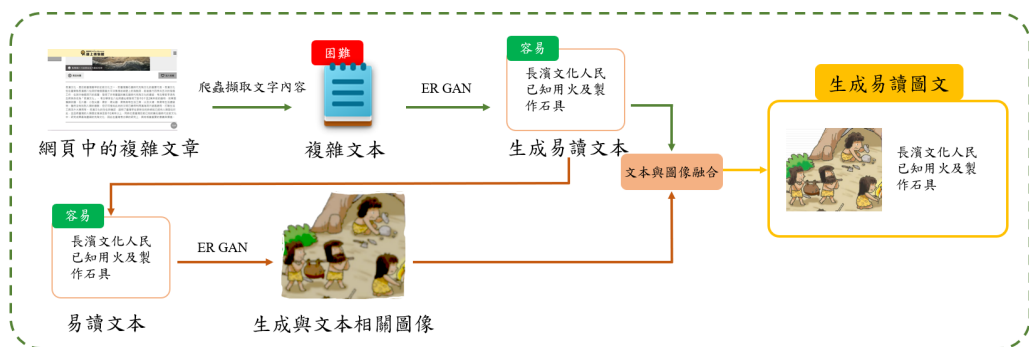 困難
容易
爬蟲擷取文字內容
ER GAN
長濱文化人民
已知用火及製
作石具
生成易讀圖文
網頁中的複雜文章
複雜文本
生成易讀文本
文本與圖像融合
長濱文化人民
已知用火及製
作石具
容易
長濱文化人民
已知用火及製
作石具
ER GAN
易讀文本
生成與文本相關圖像